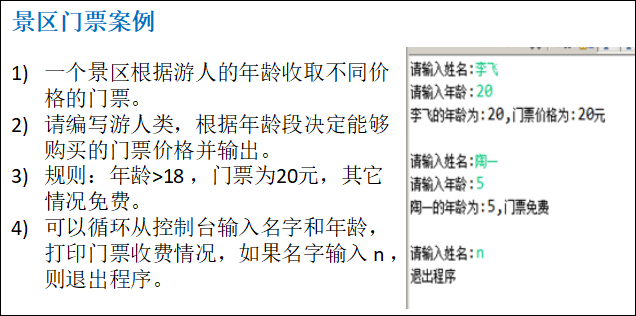 景区门票案例
1) 一个景区根据游人的年龄收取不同价
格的门票。
2) 请编写游人类，根据年龄段决定能够
购买的门票价格并输出。
3) 规则：年龄>18 ，门票为20元，其它
情况免费。
4) 可以循环从控制台输入名字和年龄，
打印门票收费情况，如果名字输入 n ，
则退出程序。
请输入姓名:李飞
请输入年龄:20
李飞的年龄为:20,门票价格为:20元
请输入姓名:陶一
请输入年龄:5
陶一的年龄为:5,门票免费
请输入姓名:n
退出程序